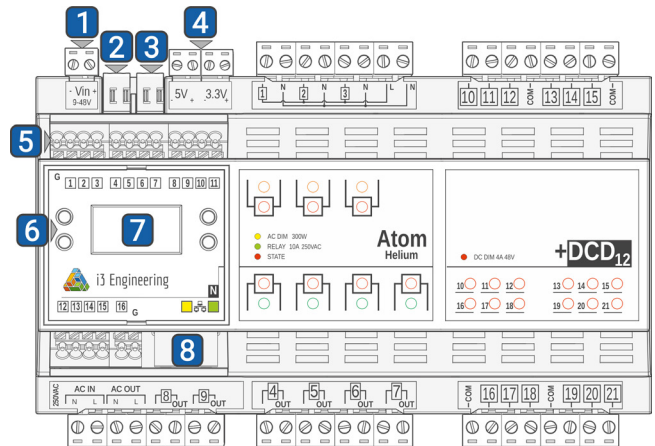 1 2 3 4
- Vin +
9-48V
5V + - 3.3V +
1 N 2 N 3 N L N
10 11 12 COM 13 14 15 COM
5
G 1 2 3 4 5 6 7 8 9 10 11
6 7
AC DIM 300W
RELAY 10A 250VAC
STATE
Atom
Helium
DC DIM 4A 48V
+DCD12
i3 Engineering
N
12 13 14 15 16 G
10 11 12 13 14 15
16 17 18 19 20 21
8
250VAC
AC IN AC OUT
N L N L 8 OUT 9 OUT
4 OUT 5 OUT 6 OUT 7 OUT
COM 16 17 18 COM 19 20 21